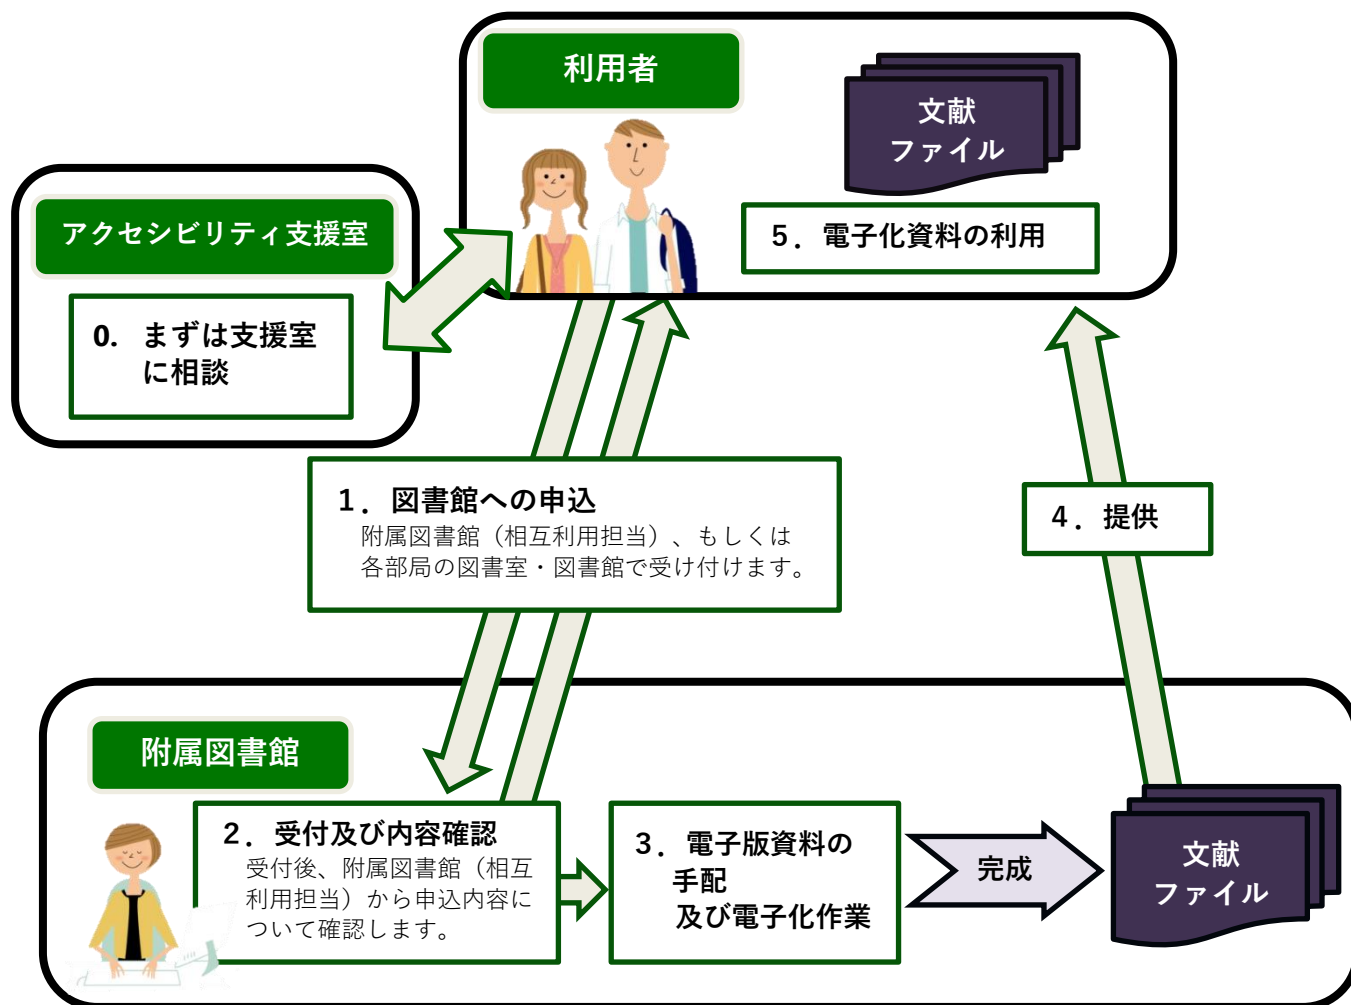 利用者
文献
ファイル
アクセシビリティ支援室
5．電子化資料の利用
0. まずは支援室
に相談
1．図書館への申込
附属図書館（相互利用担当）、もしくは
各部局の図書室・図書館で受け付けます。
4．提供
附属図書館
2．受付及び内容確認
受付後、附属図書館（相互
利用担当）から申込内容に
ついて確認します。
3．電子版資料の
手配
及び電子化作業
完成
文献
ファイル